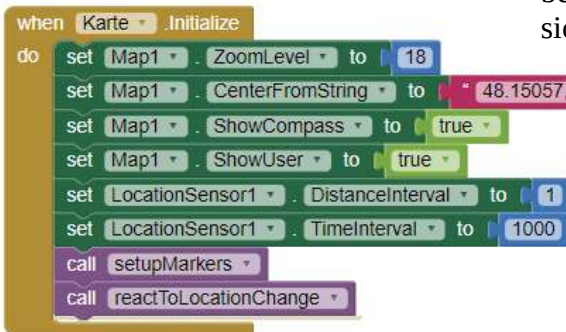 when Karte .Initialize
do set Map1 . ZoomLevel to 18
set Map1 . CenterFromString to " 48.15057
set Map1 . ShowCompass to true
set Map1 . ShowUser to true
set LocationSensor1 . DistanceInterval to 1
set LocationSensor1 . TimeInterval to 1000
call setupMarkers
call reactToLocationChange